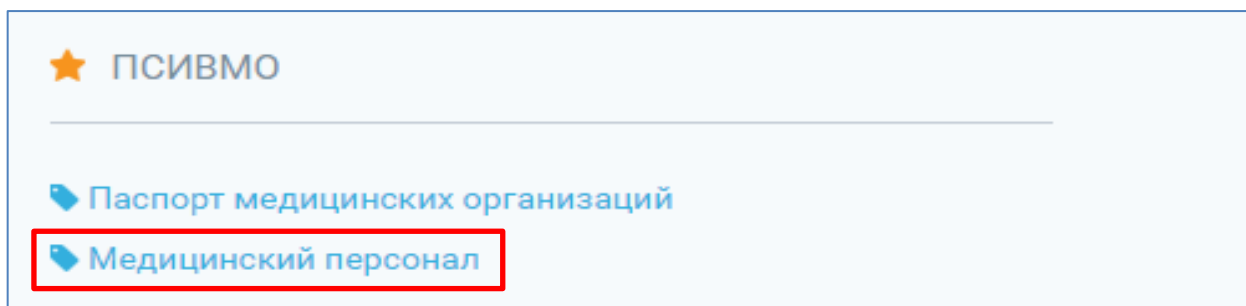 ПСИВМО
Паспорт медицинских организаций
Медицинский персонал